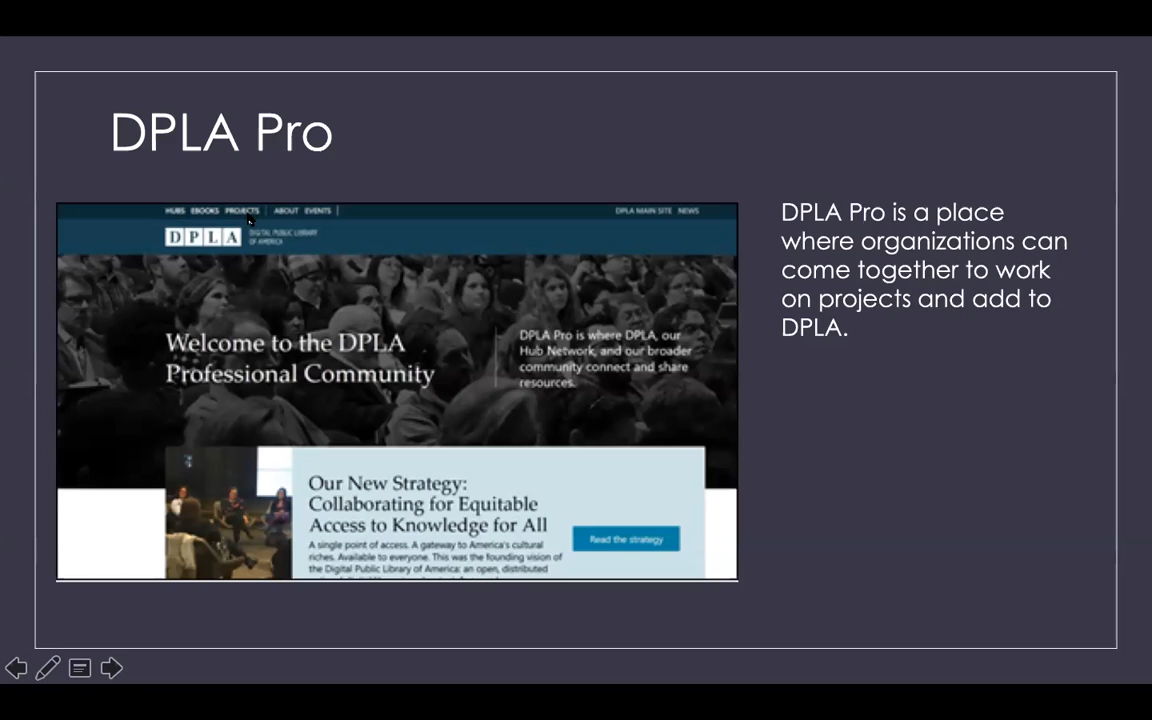 DPLA Pro
HUBS EBOOKS PROJECTS ABOUT EVENTS
DPLA MAIN SITE NEWS
DPLA
DIGITAL PUBLIC LIBRARY
OF AMERICA
Welcome to the DPLA
Professional Community
DPLA Pro is where DPLA, our
Hub Network, and our broader
community connect and share
resources.
Our New Strategy:
Collaborating for Equitable
Access to Knowledge for All
A single point of access. A gateway to America's cultural
riches. Available to everyone. This was the founding vision of
the Digital Public Library of America: an open, distributed
Read the strategy
DPLA Pro is a place
where organizations can
come together to work
on projects and add to
DPLA.